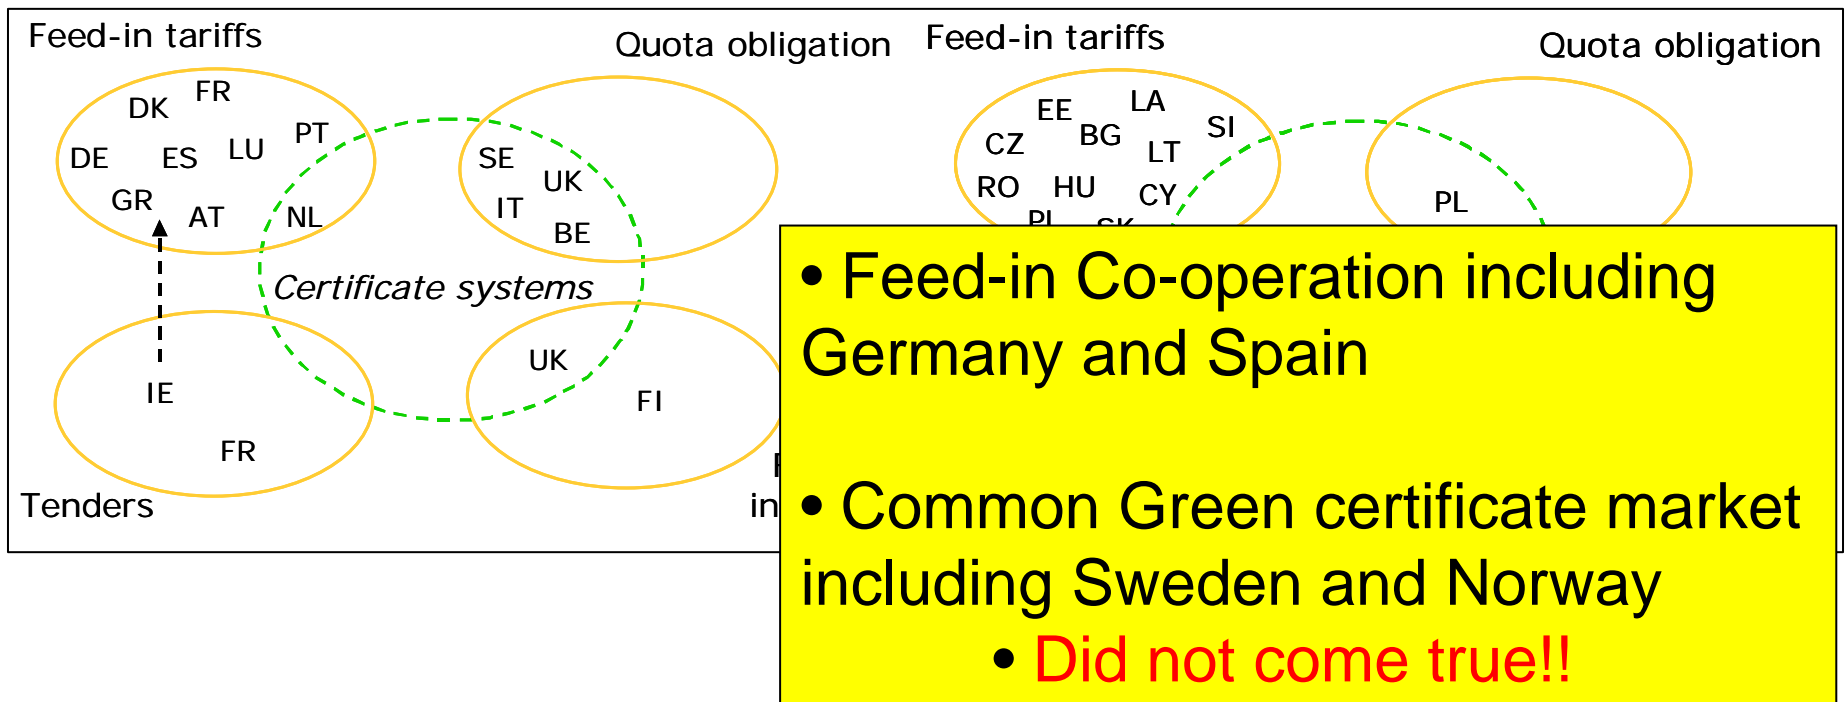 Feed-in tariffs
Quota obligation
FR
DK
PT
LU
DE
ES
GR
AT
NL
SE
UK
IT
BE
Certificate systems
IE
FR
UK
FI
Tenders
in
Feed-in tariffs
Quota obligation
LA
EE
SI
BG
CZ
LT
RO
HU
CY
PL
SK
PL
• Feed-in Co-operation including
Germany and Spain
• Common Green certificate market
including Sweden and Norway
• Did not come true!!